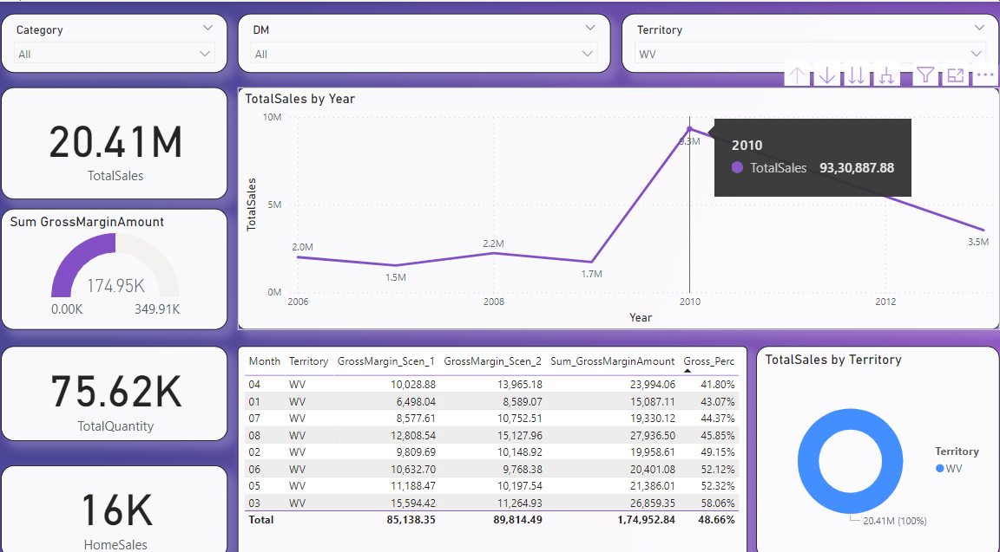 Category
DM
Territory
All
All
WV
20.41M
TotalSales
TotalSales by Year
10M
5M
0M
TotalSales
2.0M
1.5M
2.2M
1.7M
9.3M
3.5M
2010
TotalSales 93,30,887.88
2006
2008
2010
2012
Year
Sum GrossMarginAmount
174.95K
0.00K
349.91K
75.62K
TotalQuantity
16K
HomeSales
Month Territory GrossMargin_Scen_1 GrossMargin_Scen_2 Sum_GrossMarginAmount Gross_Perc
04 WV 10,028.88 13,965.18 23,994.06 41.80%
01 WV 6,498.04 8,589.07 15,087.11 43.07%
07 WV 8,577.61 10,752.51 19,330.12 44.37%
08 WV 12,808.54 15,127.96 27,936.50 45.85%
02 WV 9,809.69 10,148.92 19,958.61 49.15%
06 WV 10,632.70 9,768.38 20,401.08 52.12%
05 WV 11,188.47 10,197.54 21,386.01 52.32%
03 WV 15,594.42 11,264.93 26,859.35 58.06%
Total 85,138.35 89,814.49 1,74,952.84 48.66%
TotalSales by Territory
Territory
WV
20.41M (100%)